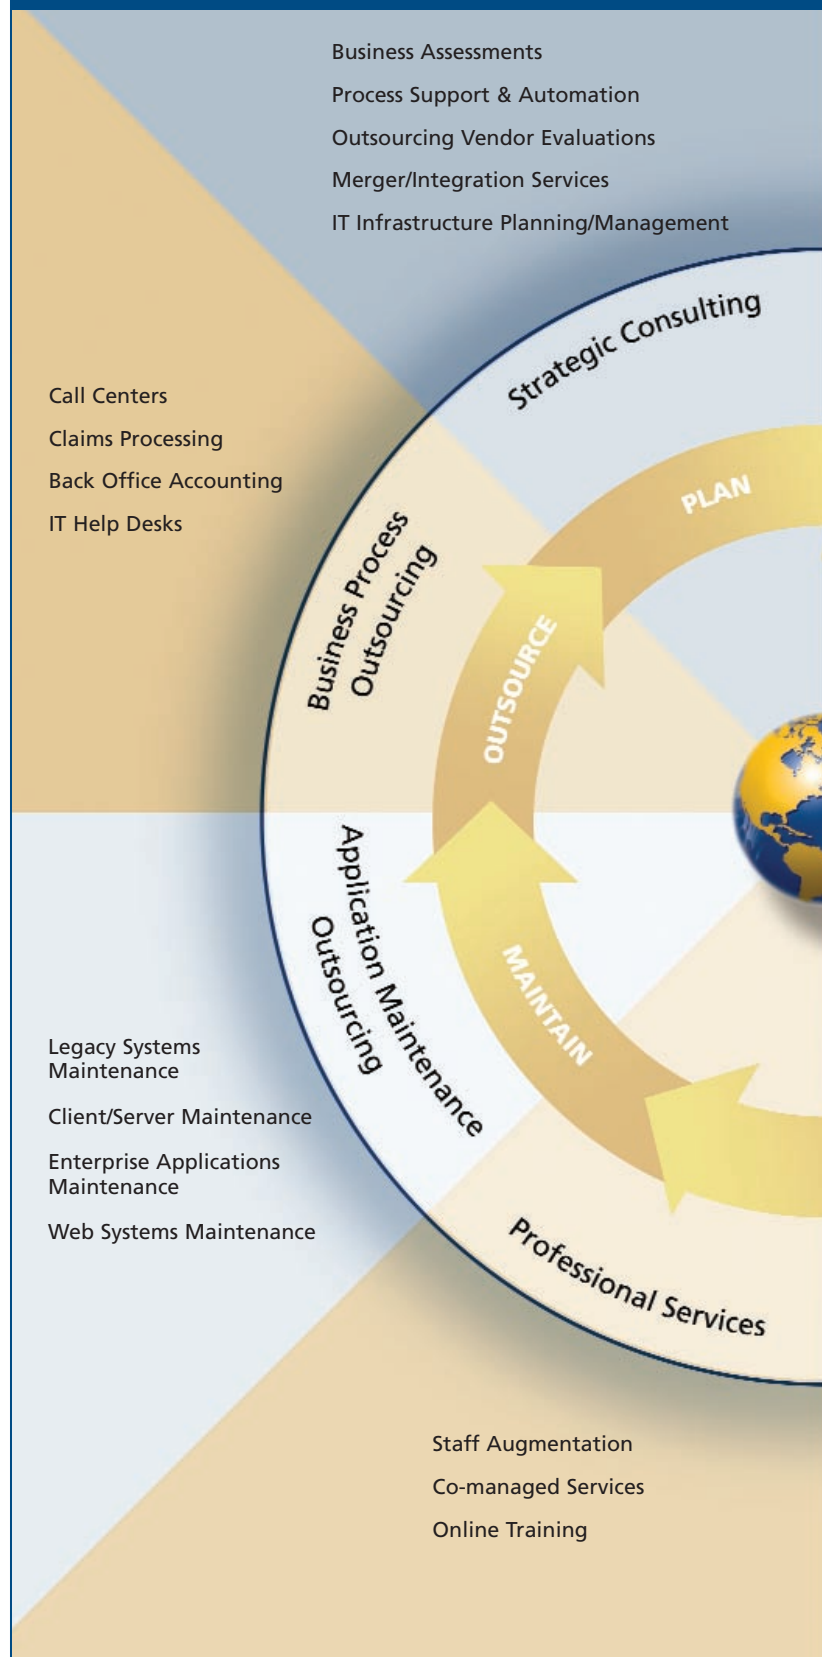 Business Assessments
Process Support & Automation
Outsourcing Vendor Evaluations
Merger/Integration Services
IT Infrastructure Planning/Management
Strategic Consulting
PLAN
Call Centers
Claims Processing
Back Office Accounting
IT Help Desks
Business Process
Outsourcing
OUTSOURCE
Application Maintenance
Outsourcing
MAINTAIN
Legacy Systems
Maintenance
Client/Server Maintenance
Enterprise Applications
Maintenance
Web Systems Maintenance
Professional Services
Staff Augmentation
Co-managed Services
Online Training